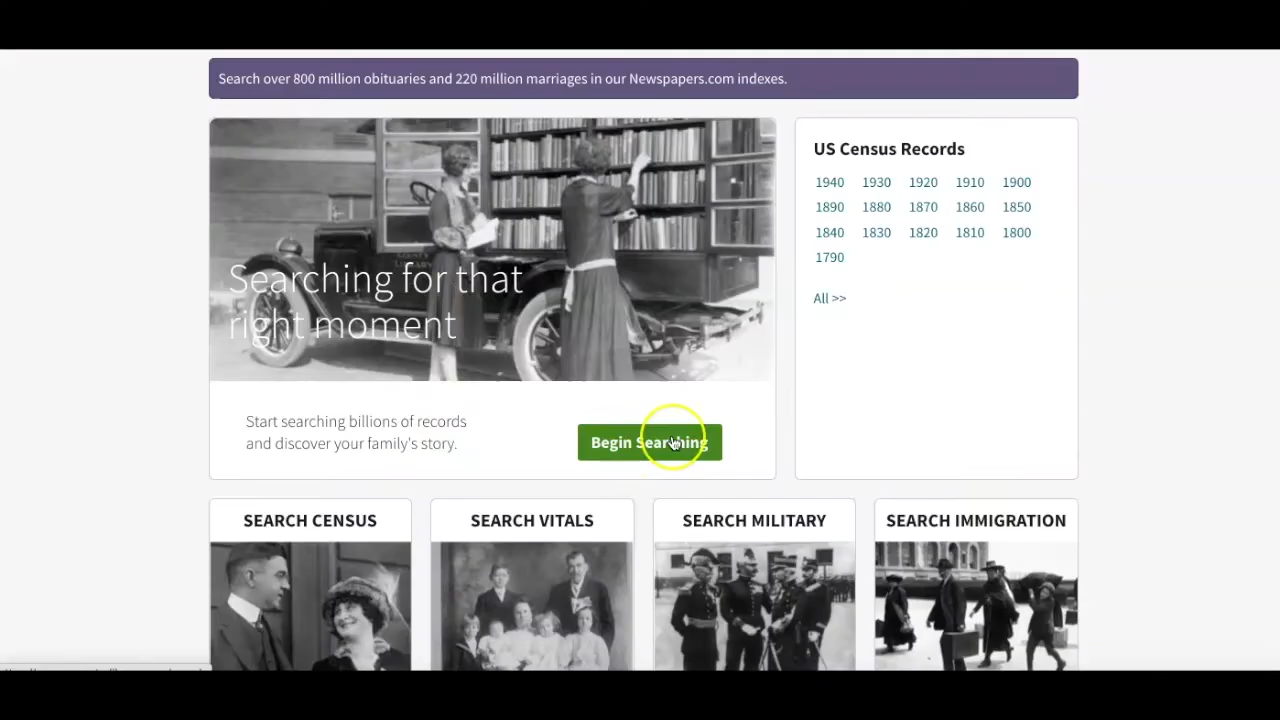 Search over 800 million obituaries and 220 million marriages in our Newspapers.com indexes.
Searching for that
right moment
Start searching billions of records
and discover your family's story.
Begin Searching
US Census Records
1940 1930 1920 1910 1900
1890 1880 1870 1860 1850
1840 1830 1820 1810 1800
1790
All >>
SEARCH CENSUS
SEARCH VITALS
SEARCH MILITARY
SEARCH IMMIGRATION